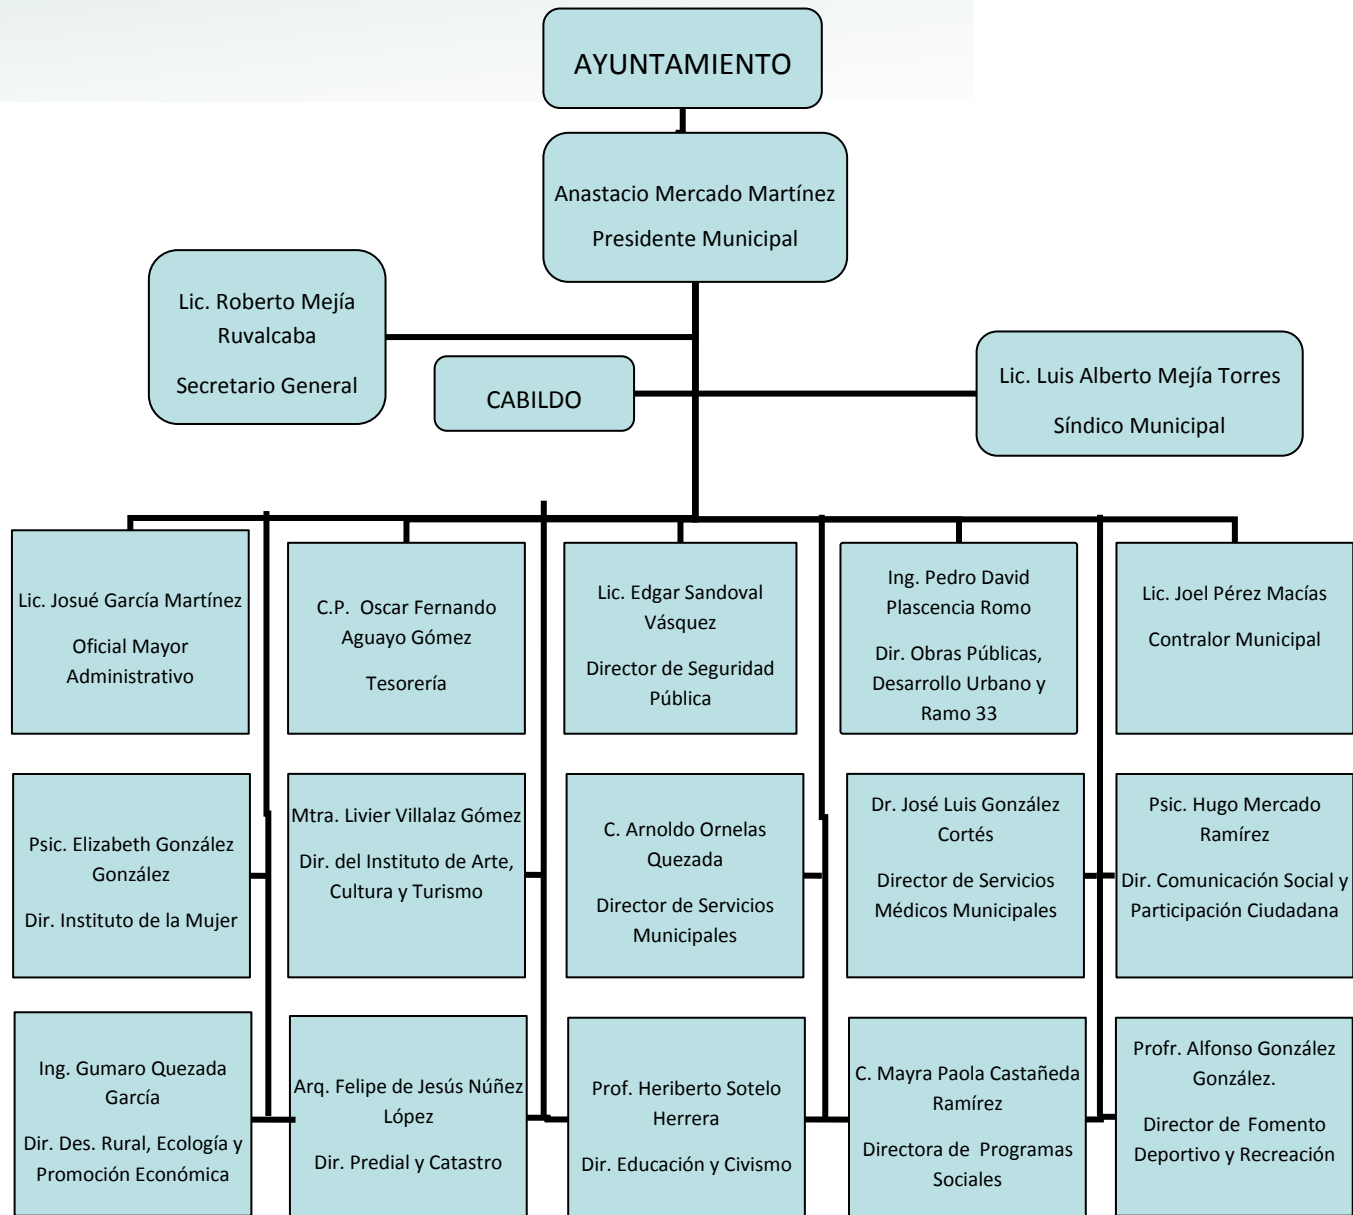 AYUNTAMIENTO
Anastacio Mercado Martínez
Presidente Municipal
Lic. Roberto Mejía
Ruvalcaba
Secretario General
CABILDO
Lic. Luis Alberto Mejía Torres
Síndico Municipal
Lic. Josué García Martínez
Oficial Mayor
Administrativo
C.P. Oscar Fernando
Aguayo Gómez
Tesorería
Lic. Edgar Sandoval
Vásquez
Director de Seguridad
Pública
Ing. Pedro David
Plascencia Romo
Dir. Obras Públicas,
Desarrollo Urbano y
Ramo 33
Lic. Joel Pérez Macías
Contralor Municipal
Psic. Elizabeth González
González
Dir. Instituto de la Mujer
Mtra. Livier Villalaz Gómez
Dir. del Instituto de Arte,
Cultura y Turismo
C. Arnoldo Ornelas
Quezada
Director de Servicios
Municipales
Dr. José Luis González
Cortés
Director de Servicios
Médicos Municipales
Psic. Hugo Mercado
Ramírez
Dir. Comunicación Social y
Participación Ciudadana
Ing. Gumaro Quezada
García
Dir. Des. Rural, Ecología y
Promoción Económica
Arq. Felipe de Jesús Núñez
López
Dir. Predial y Catastro
Prof. Heriberto Sotelo
Herrera
Dir. Educación y Civismo
C. Mayra Paola Castañeda
Ramírez
Directora de Programas
Sociales
Profr. Alfonso González
González.
Director de Fomento
Deportivo y Recreación